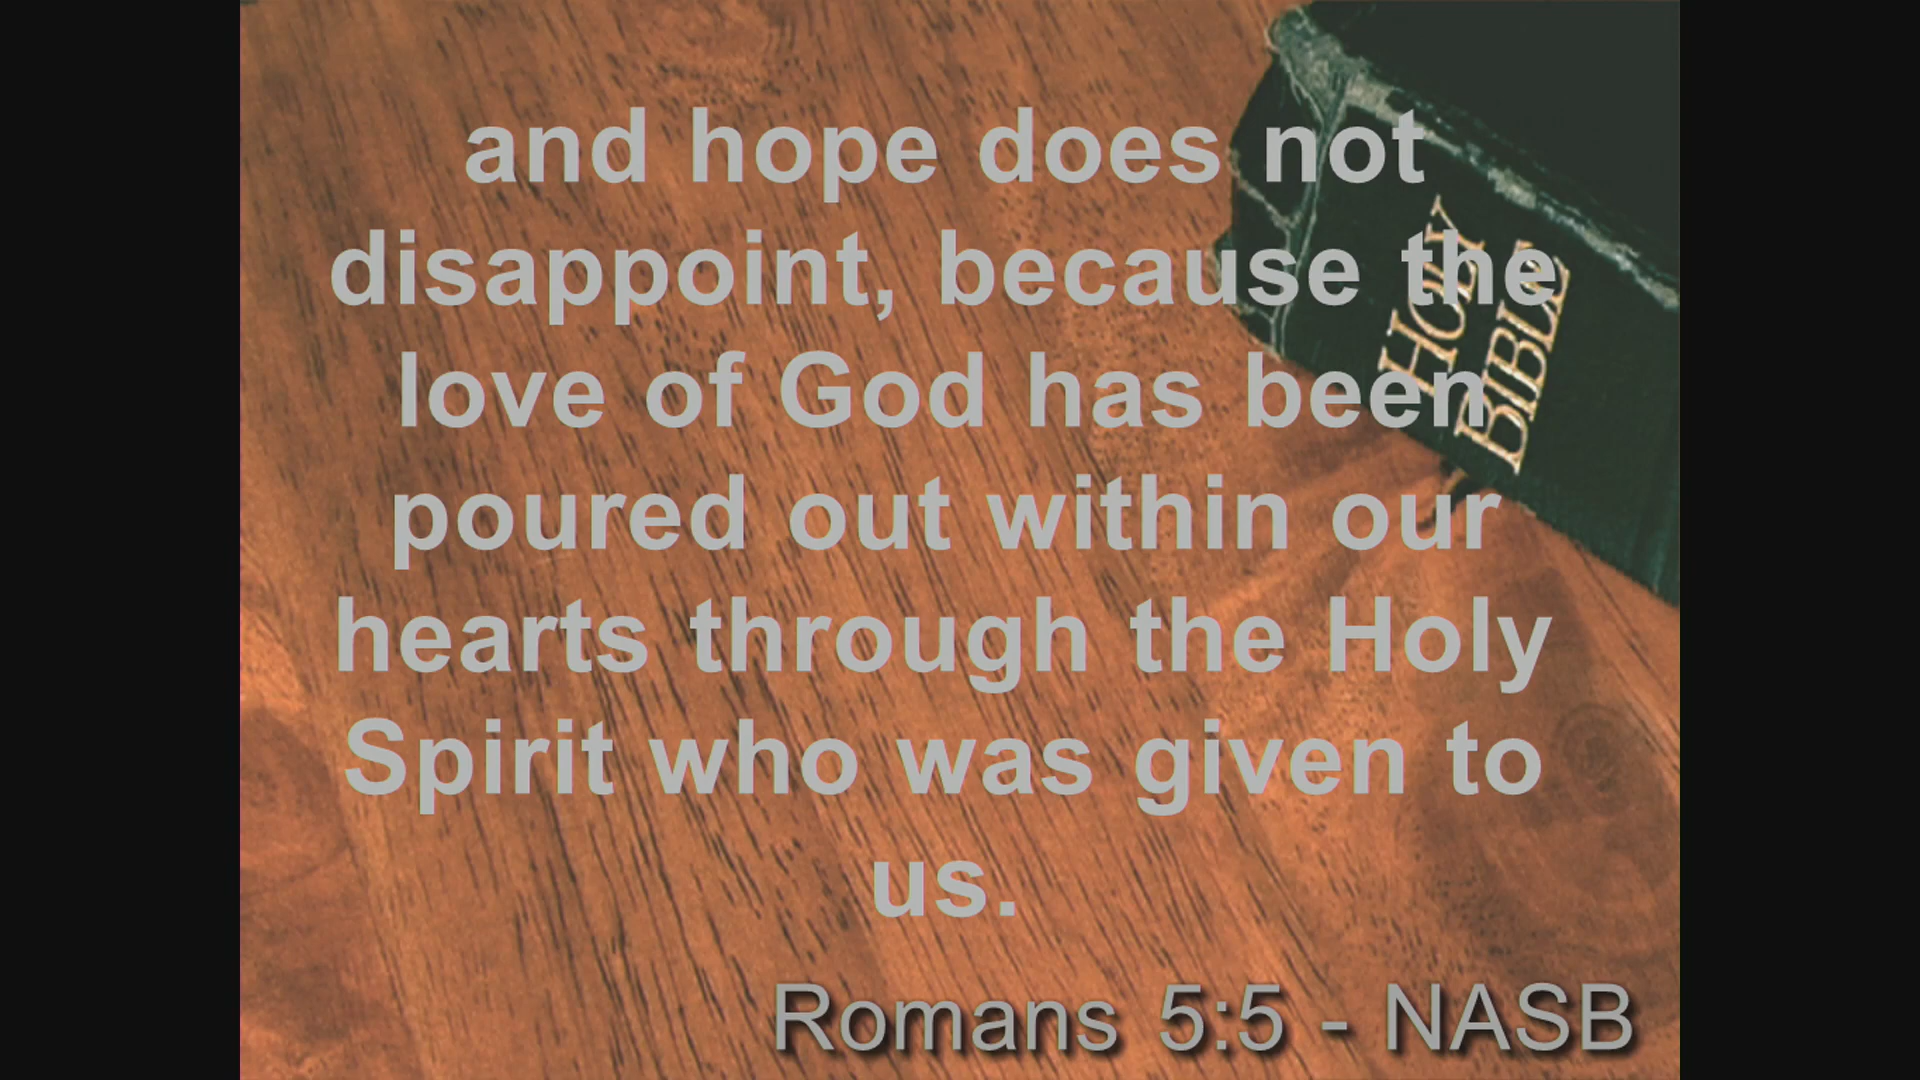 and hope does not
disappoint, because the
love of God has been
poured out within our
hearts through the Holy
Spirit who was given to
us.
Romans 5:5 - NASB
HOLY
BIBLE